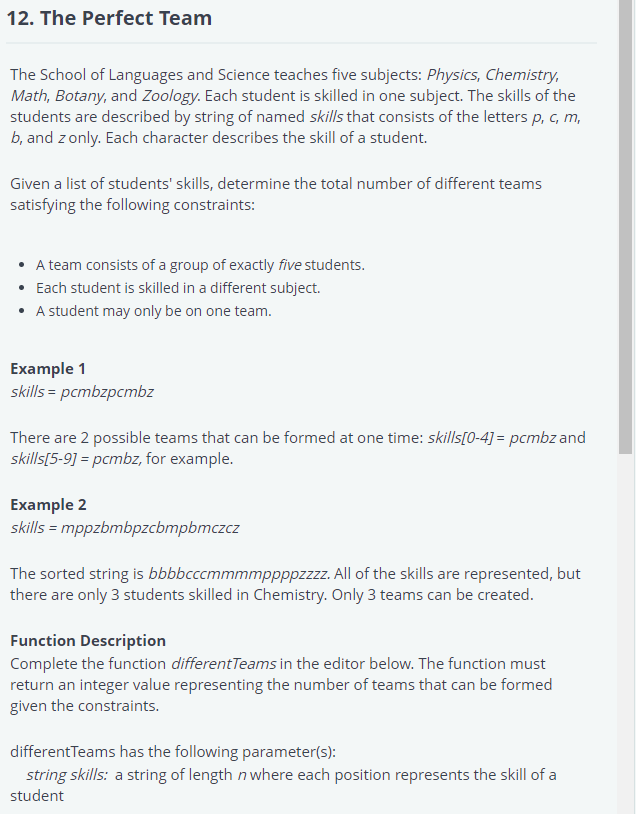 12. The Perfect Team
The School of Languages and Science teaches five subjects: Physics, Chemistry,
Math, Botany, and Zoology. Each student is skilled in one subject. The skills of the
students are described by string of named skills that consists of the letters p, c, m,
b, and z only. Each character describes the skill of a student.
Given a list of students' skills, determine the total number of different teams
satisfying the following constraints:
• A team consists of a group of exactly five students.
• Each student is skilled in a different subject.
• A student may only be on one team.
Example 1
skills = pcmbzpcmbz
There are 2 possible teams that can be formed at one time: skills[0-4] = pcmbz and
skills[5-9] = pcmbz, for example.
Example 2
skills = mppzbmbpzcbmpbmczcz
The sorted string is bbbbcccmmmmppppzzzz. All of the skills are represented, but
there are only 3 students skilled in Chemistry. Only 3 teams can be created.
Function Description
Complete the function differentTeams in the editor below. The function must
return an integer value representing the number of teams that can be formed
given the constraints.
differentTeams has the following parameter(s):
string skills: a string of length n where each position represents the skill of a
student